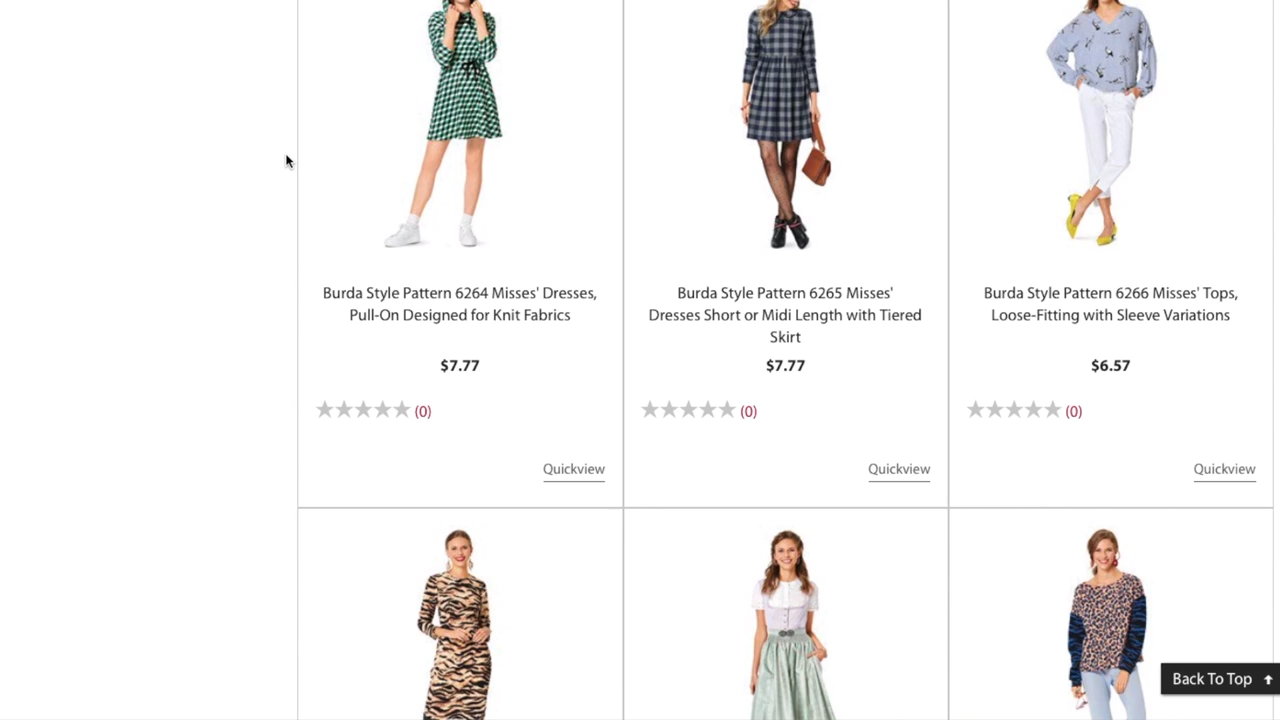 Burda Style Pattern 6264 Misses' Dresses,
Pull-On Designed for Knit Fabrics
$7.77
(0)
Quickview
Burda Style Pattern 6265 Misses'
Dresses Short or Midi Length with Tiered
Skirt
$7.77
(0)
Quickview
Burda Style Pattern 6266 Misses' Tops,
Loose-Fitting with Sleeve Variations
$6.57
(0)
Quickview
Back To Top